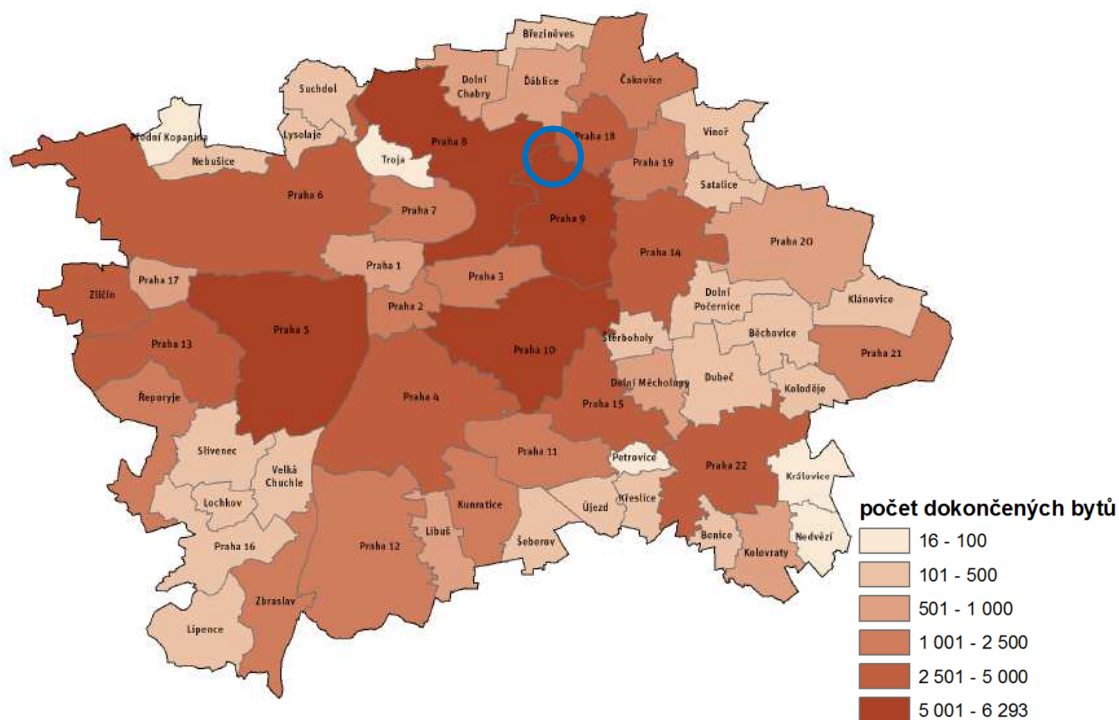 Březiněves
Dolní
Chabry
Ďáblice
Čakovice
Suchdol
Lysolaje
Přední Kopanina
Nebušice
Troja
Praha 8
Praha 18
Praha 19
Vinoř
Satalice
Praha 6
Praha 7
Praha 9
Praha 20
Praha 14
Praha 1
Praha 3
Praha 17
Zličín
Praha 2
Dolní
Počernice
Klánovice
Praha 5
Praha 13
Praha 10
Štěrboholy
Běchovice
Praha 21
Dubeč
Dolní Měcholupy
Koloděje
Řeporyje
Praha 4
Praha 15
Slivenec
Velká
Chuchle
Praha 11
Petrovice
Praha 22
Královice
Lochkov
Kunratice
Křeslice
Újezd
Praha 16
Praha 12
Libuš
Šeberov
Benice
Kolovraty
Nedvězí
Zbraslav
Lipence
počet dokončených bytů
16 - 100
101 - 500
501 - 1 000
1 001 - 2 500
2 501 - 5 000
5 001 - 6 293